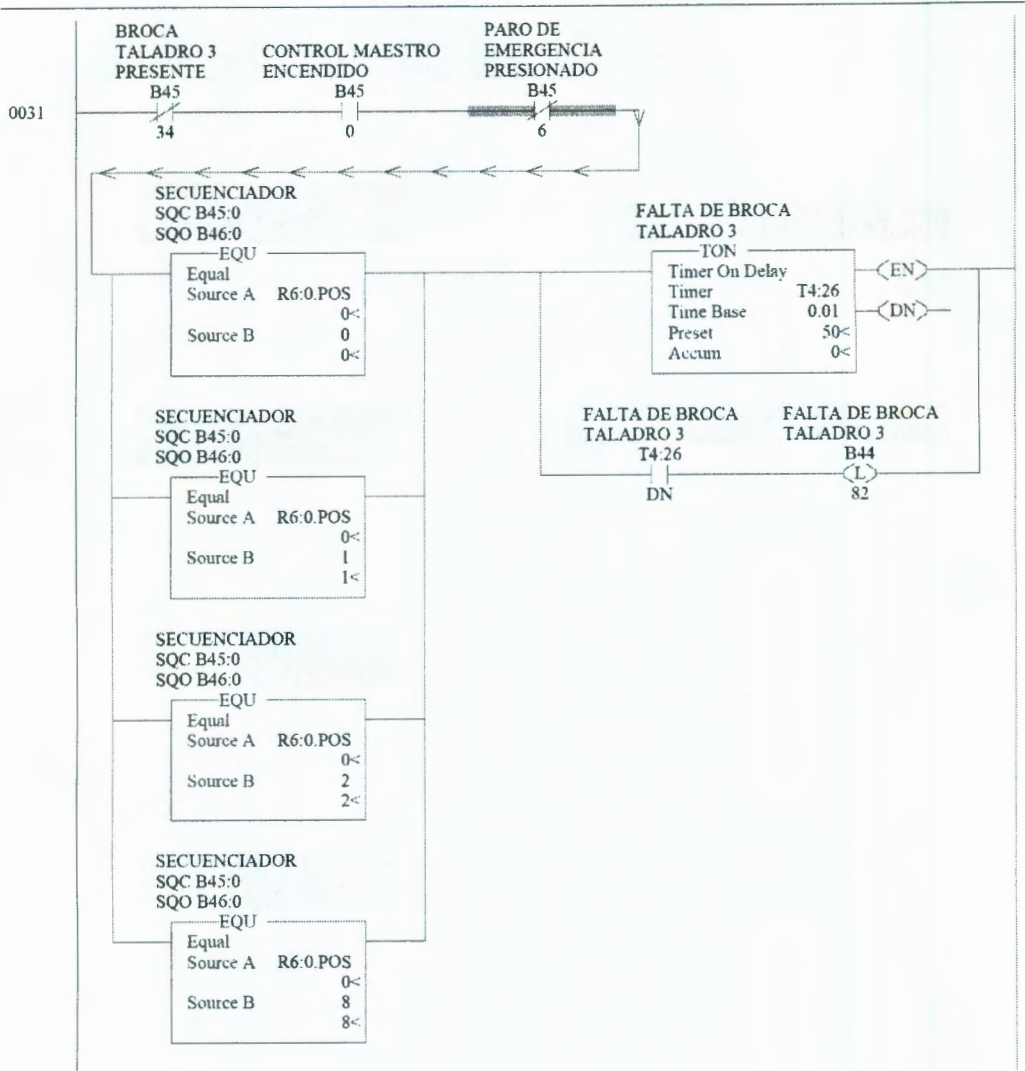 BROCA
TALADRO 3
PRESENTE
B45
34
CONTROL MAESTRO
ENCENDIDO
B45
0
PARO DE
EMERGENCIA
PRESIONADO
B45
6
0031
SECUENCIADOR
SQC B45:0
SQO B46:0
EQU
Equal
Source A R6:0.POS
0<
Source B 0
0<
FALTA DE BROCA
TALADRO 3
TON
Timer On Delay
Timer T4:26
Time Base 0.01
Preset 50<
Accum 0<
EN
DN
SECUENCIADOR
SQC B45:0
SQO B46:0
EQU
Equal
Source A R6:0.POS
0<
Source B 1
1<
FALTA DE BROCA
TALADRO 3
T4:26
DN
FALTA DE BROCA
TALADRO 3
B44
L
82
SECUENCIADOR
SQC B45:0
SQO B46:0
EQU
Equal
Source A R6:0.POS
0<
Source B 2
2<
SECUENCIADOR
SQC B45:0
SQO B46:0
EQU
Equal
Source A R6:0.POS
0<
Source B 8
8<